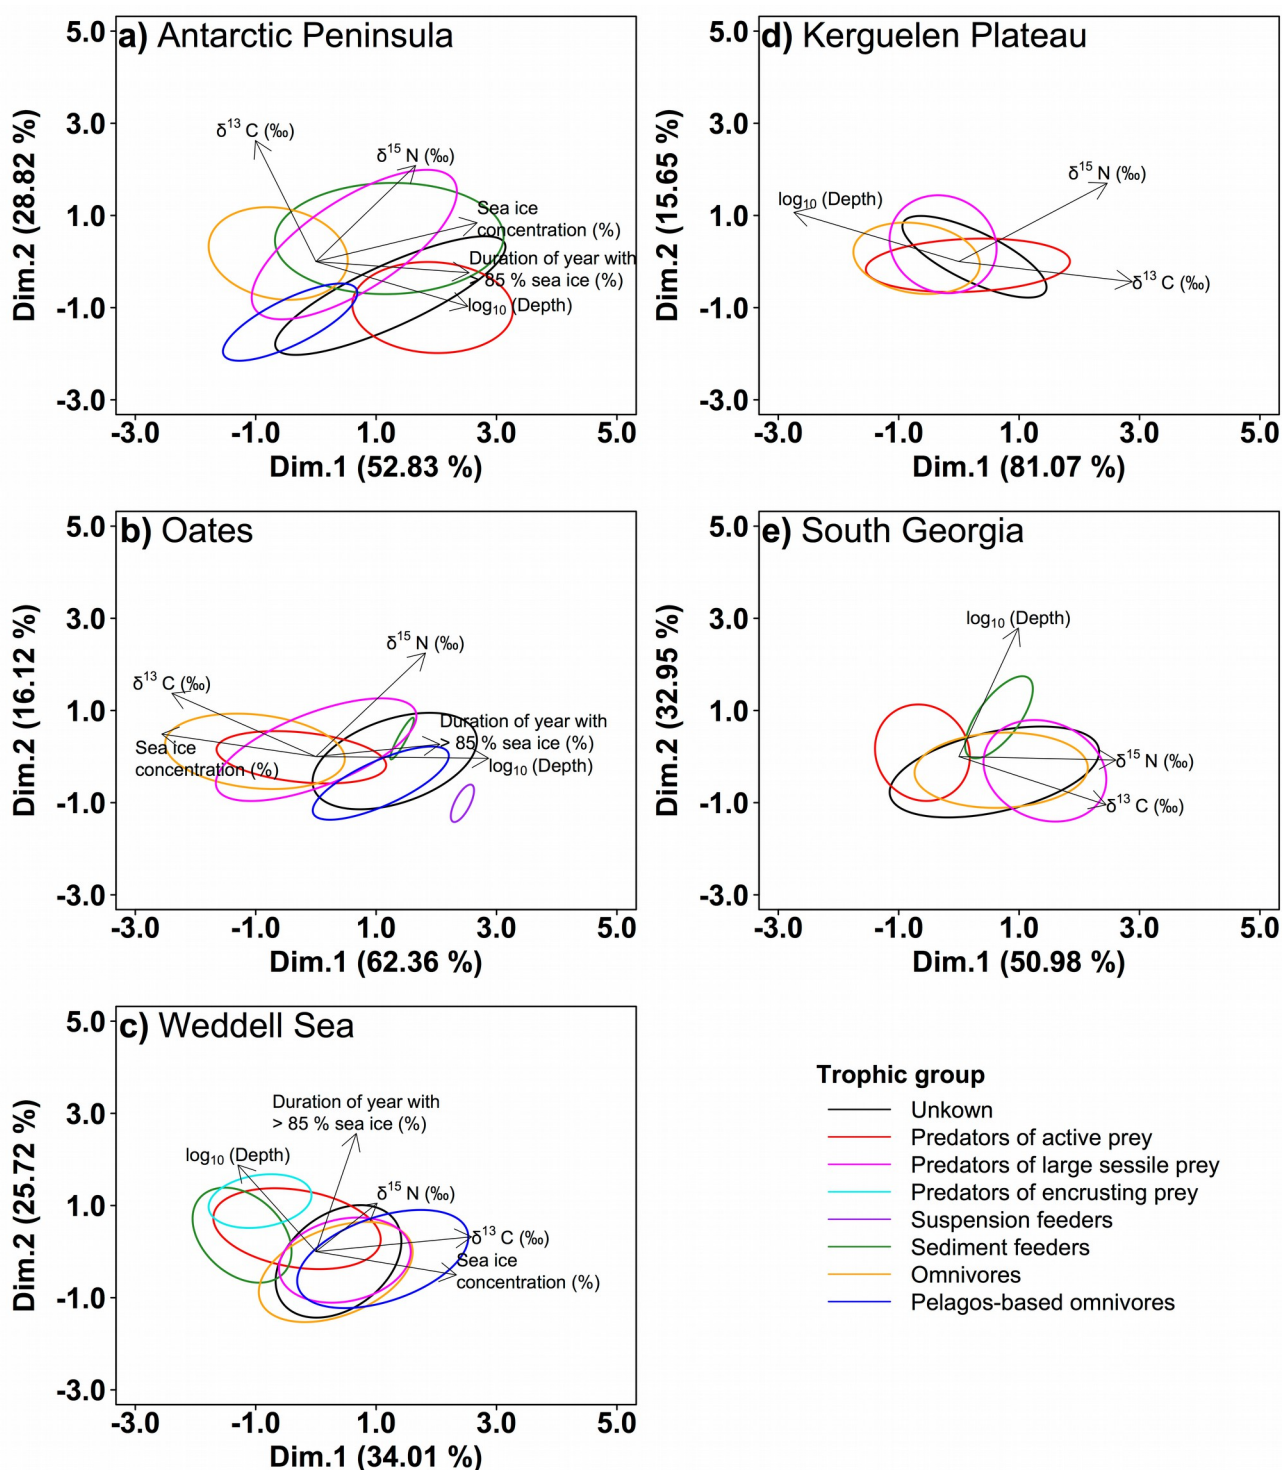 a) Antarctic Peninsula
5.0
3.0
1.0
-1.0
-3.0
Dim.2 (28.82 %)
δ13 C (‰)
δ15 N (‰)
Sea ice
concentration (%)
Duration of year with
> 85 % sea ice (%)
log10 (Depth)
-3.0 -1.0 1.0 3.0 5.0
Dim.1 (52.83 %)
d) Kerguelen Plateau
5.0
3.0
1.0
-1.0
-3.0
Dim.2 (15.65 %)
log10 (Depth)
δ15 N (‰)
δ13 C (‰)
-3.0 -1.0 1.0 3.0 5.0
Dim.1 (81.07 %)
b) Oates
5.0
3.0
1.0
-1.0
-3.0
Dim.2 (16.12 %)
δ15 N (‰)
δ13 C (‰)
Sea ice
concentration (%)
Duration of year with
> 85 % sea ice (%)
log10 (Depth)
-3.0 -1.0 1.0 3.0 5.0
Dim.1 (62.36 %)
e) South Georgia
5.0
3.0
1.0
-1.0
-3.0
Dim.2 (32.95 %)
log10 (Depth)
δ15 N (‰)
δ13 C (‰)
-3.0 -1.0 1.0 3.0 5.0
Dim.1 (50.98 %)
c) Weddell Sea
5.0
3.0
1.0
-1.0
-3.0
Dim.2 (25.72 %)
Duration of year with
> 85 % sea ice (%)
log10 (Depth)
δ15 N (‰)
δ13 C (‰)
Sea ice
concentration (%)
-3.0 -1.0 1.0 3.0 5.0
Dim.1 (34.01 %)
Trophic group
Unkown
Predators of active prey
Predators of large sessile prey
Predators of encrusting prey
Suspension feeders
Sediment feeders
Omnivores
Pelagos-based omnivores